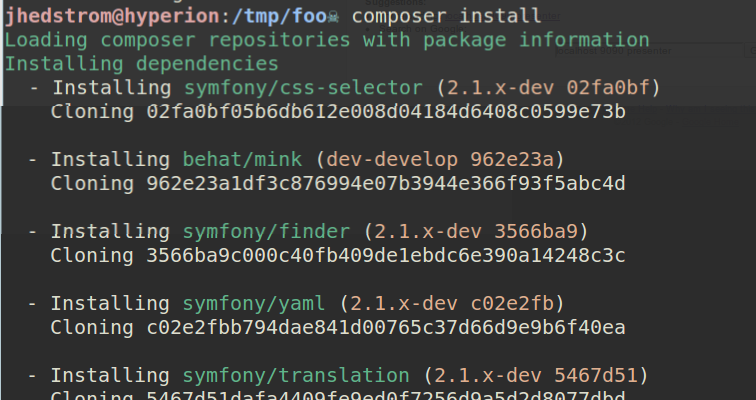 jhedstrom@hyperion:/tmp/foo☠ composer install
Loading composer repositories with package information
Installing dependencies
- Installing symfony/css-selector (2.1.x-dev 02fa0bf)
Cloning 02fa0bf05b6db612e008d04184d6408c0599e73b
- Installing behat/mink (dev-develop 962e23a)
Cloning 962e23a1df3c876994e07b3944e366f93f5abc4d
- Installing symfony/finder (2.1.x-dev 3566ba9)
Cloning 3566ba9c000c40fb409de1ebdc6e390a14248c3c
- Installing symfony/yaml (2.1.x-dev c02e2fb)
Cloning c02e2fbb794dae841d00765c37d66d9e9b6f40ea
- Installing symfony/translation (2.1.x-dev 5467d51)
Cloning 5467d51dafa4409fe9ed0f7256d9a5d2d8077dbd